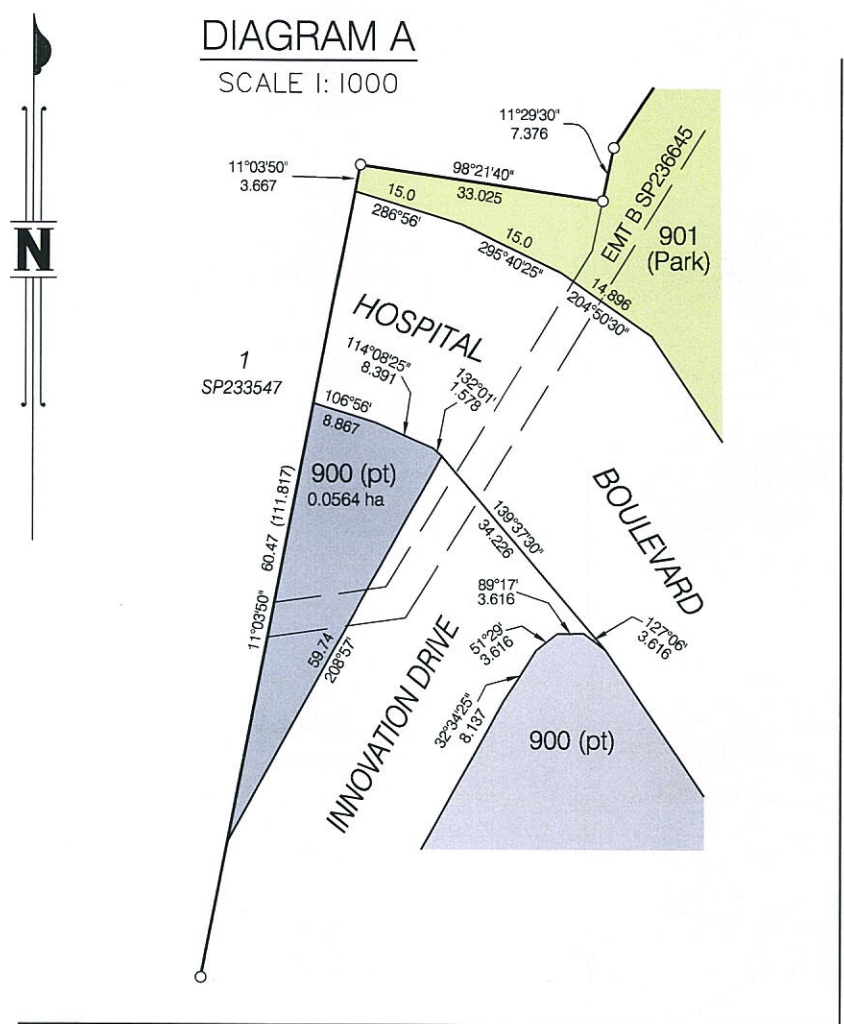 DIAGRAM A
SCALE 1: 1000
11°29'30"
7.376
11°03'50"
3.667
98°21'40"
33.025
15.0
286°56'
15.0
295°40'25"
EMT B SP236645
901
(Park)
14.896
204°50'30"
N
HOSPITAL
114°08'25"
8.391
132°01'
1.578
1
SP233547
106°56'
8.867
900 (pt)
0.0564 ha
BOULEVARD
139°37'30"
34.226
60.47 (111.817)
11°03'50"
89°17'
3.616
51°29'
3.616
127°06'
3.616
59.74
208°57'
INNOVATION DRIVE
32°34'25"
8.137
900 (pt)